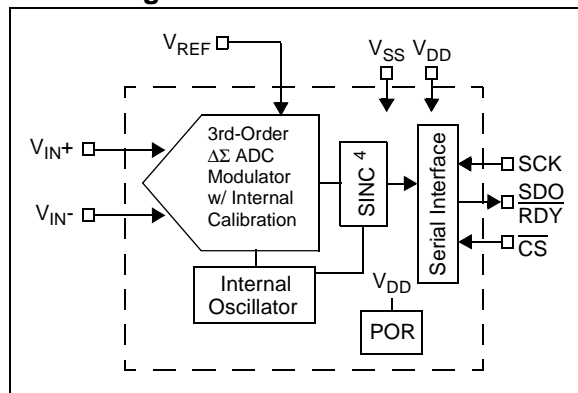 V_REF
V_SS
V_DD
V_IN+
V_IN-
3rd-Order
ΔΣ ADC
Modulator
w/ Internal
Calibration
SINC ⁴
Serial Interface
SCK
SDO
RDY
CS
Internal
Oscillator
V_DD
POR